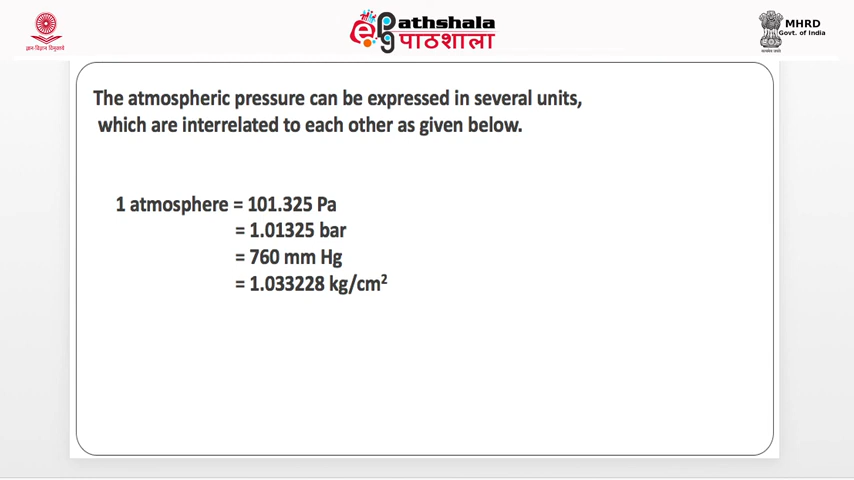 ePathshala
पाठशाला
MHRD
Govt. of India
The atmospheric pressure can be expressed in several units,
which are interrelated to each other as given below.
1 atmosphere = 101.325 Pa
= 1.01325 bar
= 760 mm Hg
= 1.033228 kg/cm²